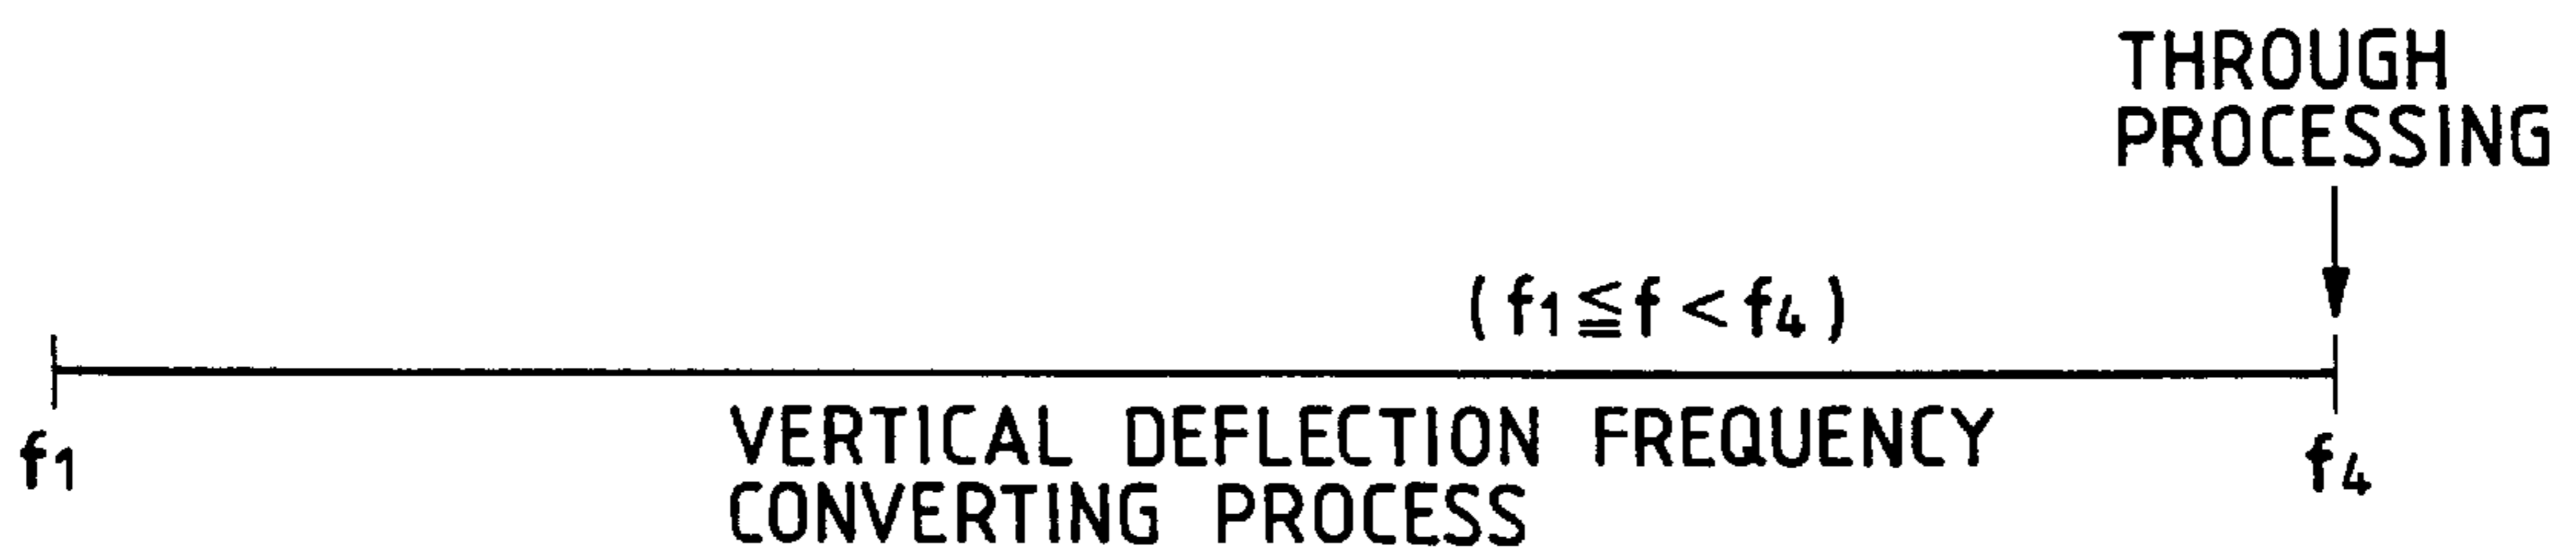 THROUGH
PROCESSING
( f1 ≦ f < f4 )
VERTICAL DEFLECTION FREQUENCY
CONVERTING PROCESS
f1
f4